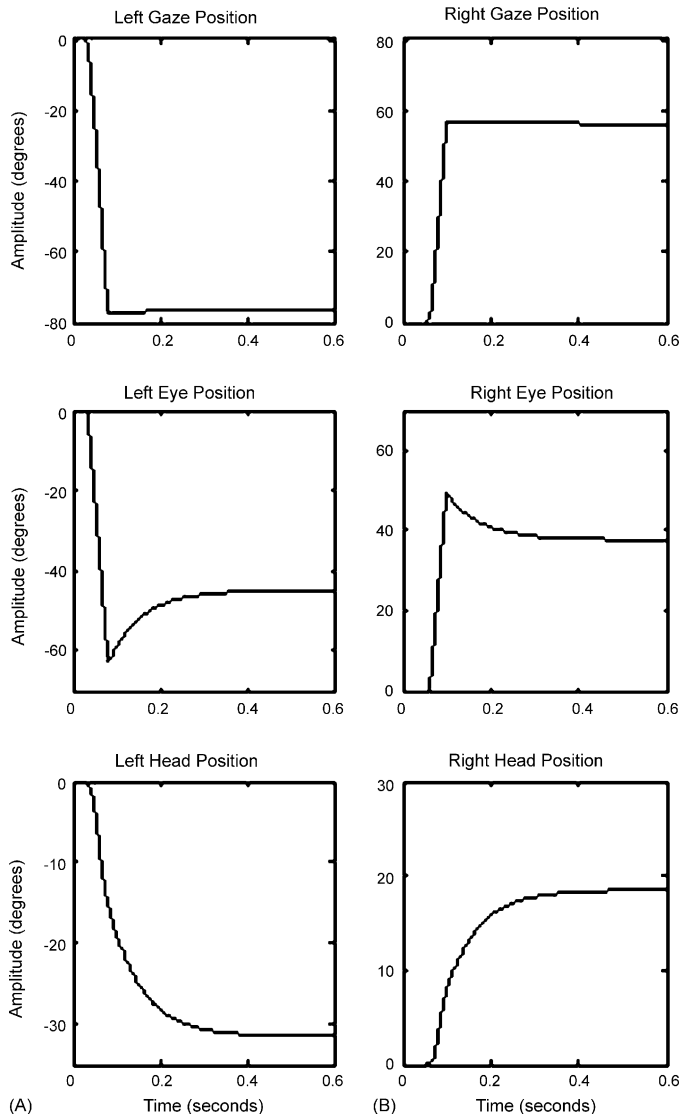 Left Gaze Position
Right Gaze Position
Amplitude (degrees)
0
-20
-40
-60
-80
0 0.2 0.4 0.6
80
60
40
20
0
0 0.2 0.4 0.6
Left Eye Position
Right Eye Position
Amplitude (degrees)
0
-20
-40
-60
0 0.2 0.4 0.6
60
40
20
0
0 0.2 0.4 0.6
Left Head Position
Right Head Position
Amplitude (degrees)
0
-10
-20
-30
0 0.2 0.4 0.6
30
20
10
0
0 0.2 0.4 0.6
(A) Time (seconds)
(B) Time (seconds)